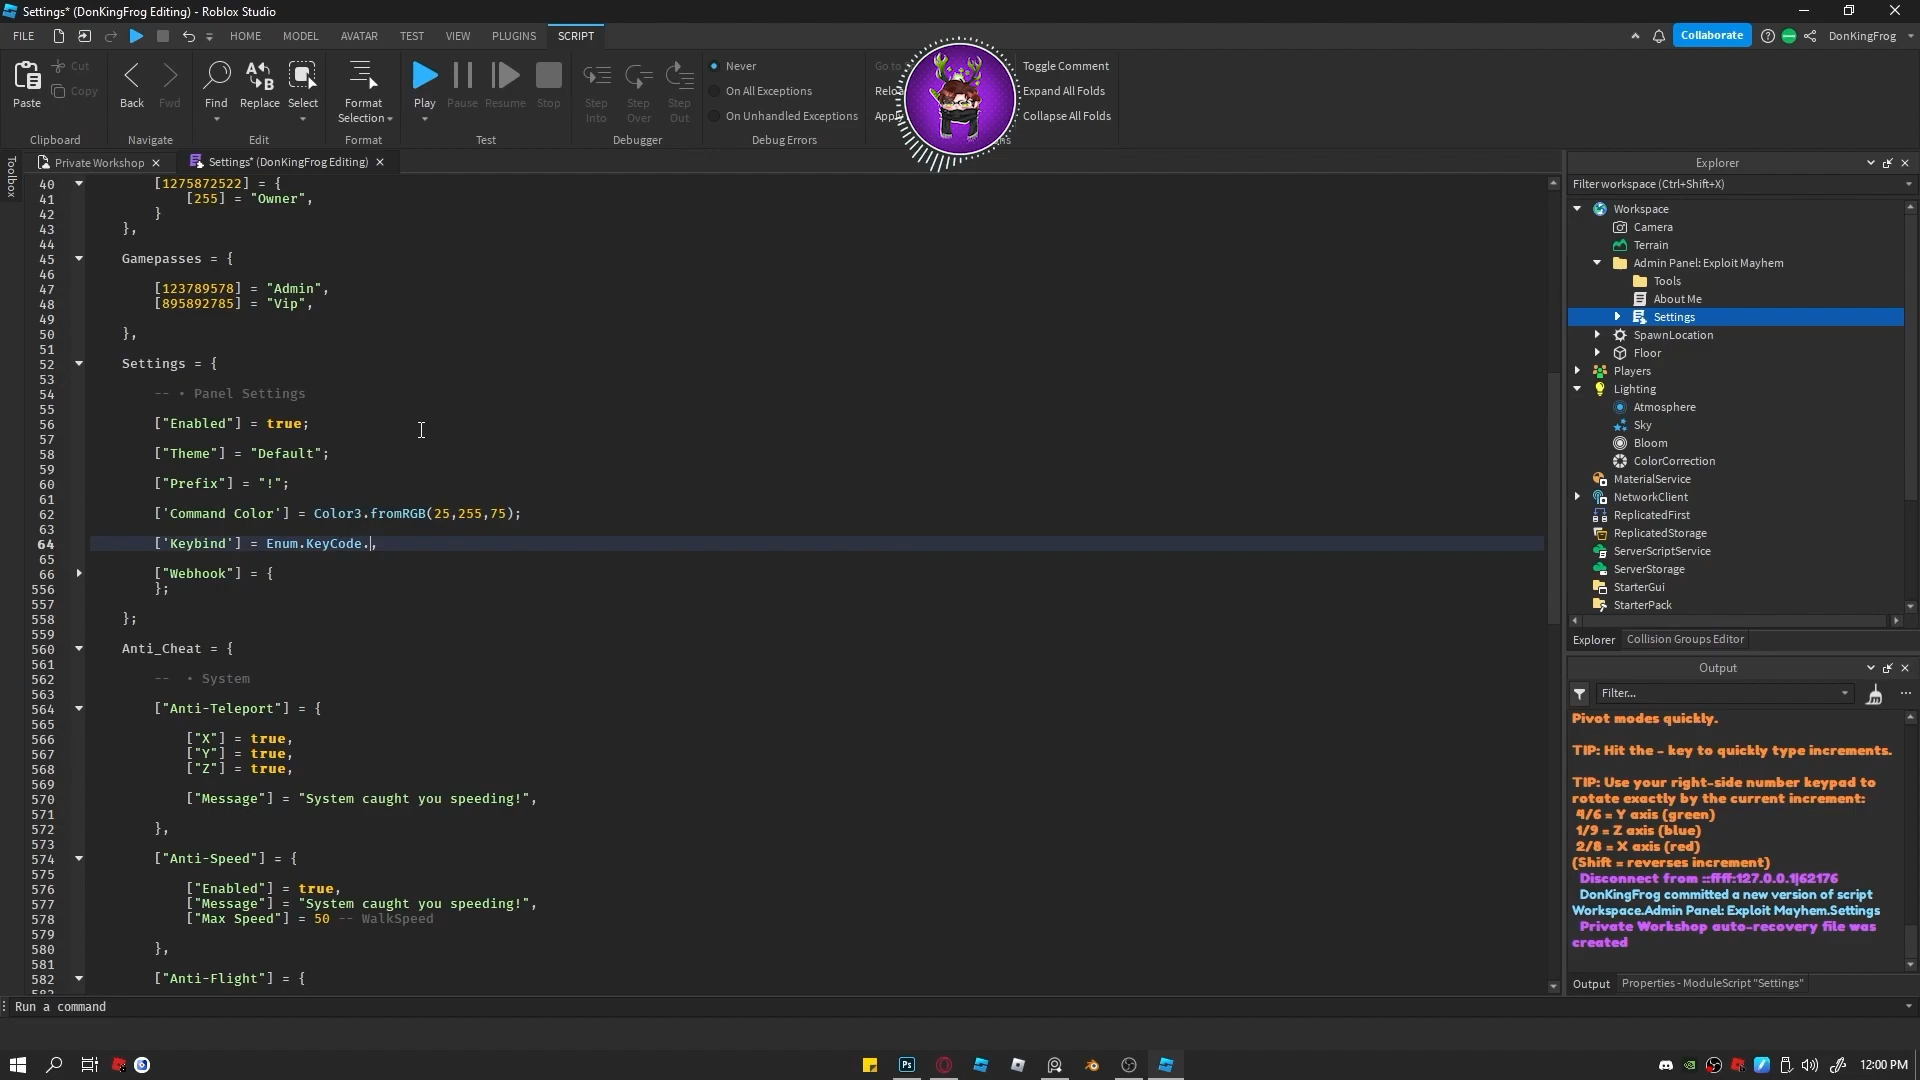 Settings* (DonKingFrog Editing) - Roblox Studio
FILE HOME MODEL AVATAR TEST VIEW PLUGINS SCRIPT Collaborate DonKingFrog
Paste Cut Copy
Clipboard
Back Fwd
Navigate
Find Replace Select
Edit
Format Selection
Format
Play Pause Resume Stop
Test
Step Into Step Over Step Out
Debugger
Never
On All Exceptions
On Unhandled Exceptions
Debug Errors
Go to
Toggle Comment
Expand All Folds
Collapse All Folds
Toolbox
Private Workshop Settings* (DonKingFrog Editing)
40 [1275872522] = {
41 [255] = "Owner",
42 }
43 },
44
45 Gamepasses = {
46
47 [123789578] = "Admin",
48 [895892785] = "Vip",
49
50 },
51
52 Settings = {
53
54 -- • Panel Settings
55
56 ["Enabled"] = true;
57
58 ["Theme"] = "Default";
59
60 ["Prefix"] = "!";
61
62 ['Command Color'] = Color3.fromRGB(25,255,75);
63
64 ['Keybind'] = Enum.KeyCode.,
65
66 ["Webhook"] = {
556 };
557
558 };
559
560 Anti_Cheat = {
561
562 -- • System
563
564 ["Anti-Teleport"] = {
565
566 ["X"] = true,
567 ["Y"] = true,
568 ["Z"] = true,
569
570 ["Message"] = "System caught you speeding!",
571
572 },
573
574 ["Anti-Speed"] = {
575
576 ["Enabled"] = true,
577 ["Message"] = "System caught you speeding!",
578 ["Max Speed"] = 50 -- WalkSpeed
579
580 },
581
582 ["Anti-Flight"] = {
Explorer
Filter workspace (Ctrl+Shift+X)
Workspace
Camera
Terrain
Admin Panel: Exploit Mayhem
Tools
About Me
Settings
SpawnLocation
Floor
Players
Lighting
Atmosphere
Sky
Bloom
ColorCorrection
MaterialService
NetworkClient
ReplicatedFirst
ReplicatedStorage
ServerScriptService
ServerStorage
StarterGui
StarterPack
Explorer Collision Groups Editor
Output
Filter...
Pivot modes quickly.
TIP: Hit the - key to quickly type increments.
TIP: Use your right-side number keypad to
rotate exactly by the current increment:
4/6 = Y axis (green)
1/9 = Z axis (blue)
2/8 = X axis (red)
(Shift = reverses increment)
Disconnect from ::ffff:127.0.0.1|62176
DonKingFrog committed a new version of script
Workspace.Admin Panel: Exploit Mayhem.Settings
Private Workshop auto-recovery file was
created
Output Properties - ModuleScript "Settings"
Run a command
Ps
12:00 PM